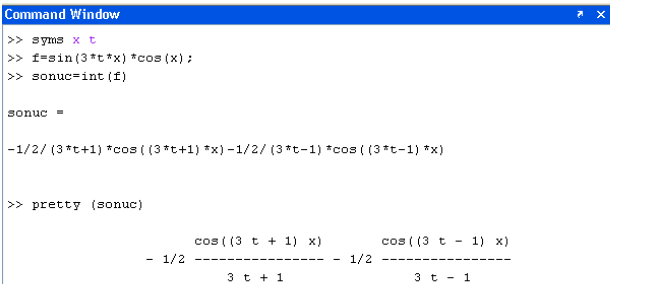 Command Window
>> syms x t
>> f=sin(3*t*x)*cos(x);
>> sonuc=int(f)
sonuc =
-1/2/(3*t+1)*cos((3*t+1)*x)-1/2/(3*t-1)*cos((3*t-1)*x)
>> pretty (sonuc)
cos((3 t + 1) x) cos((3 t - 1) x)
- 1/2 ---------------- - 1/2 ----------------
3 t + 1 3 t - 1